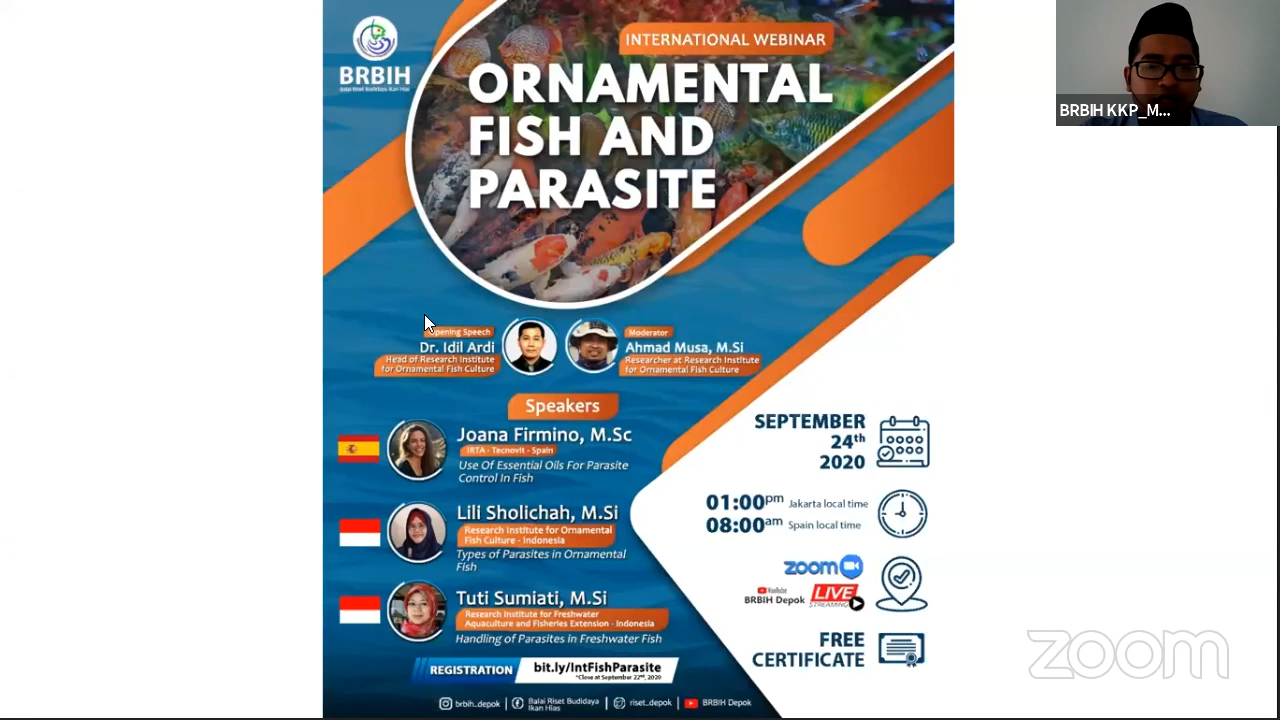 BRBIH
Balai Riset Budidaya Ikan Hias
INTERNATIONAL WEBINAR
ORNAMENTAL
FISH AND
PARASITE
BRBIH KKP_M...
Opening Speech
Dr. Idil Ardi
Head of Research Institute
for Ornamental Fish Culture
Moderator
Ahmad Musa, M.Si
Researcher at Research Institute
for Ornamental Fish Culture
Speakers
Joana Firmino, M.Sc
IRTA - Tecnovit - Spain
Use Of Essential Oils For Parasite
Control In Fish
Lili Sholichah, M.Si
Research Institute for Ornamental
Fish Culture - Indonesia
Types of Parasites in Ornamental
Fish
Tuti Sumiati, M.Si
Research Institute for Freshwater
Aquaculture and Fisheries Extension - Indonesia
Handling of Parasites in Freshwater Fish
SEPTEMBER
24th
2020
01:00pm Jakarta local time
08:00am Spain local time
zoom
YouTube
BRBIH Depok
LIVE
STREAMING
FREE
CERTIFICATE
REGISTRATION
bit.ly/IntFishParasite
*Close at September 22nd, 2020
brbih_depok | Balai Riset Budidaya Ikan Hias | riset_depok | BRBIH Depok
zoom